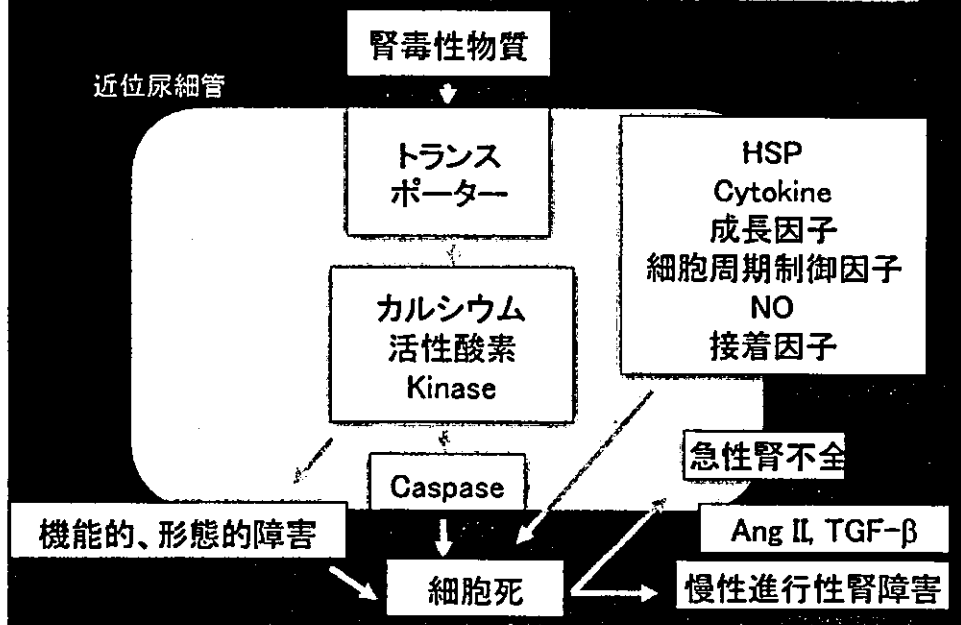 腎毒性物質
近位尿細管
トランス
ポーター
HSP
Cytokine
成長因子
細胞周期制御因子
NO
接着因子
カルシウム
活性酸素
Kinase
Caspase
急性腎不全
機能的、形態的障害
Ang Ⅱ, TGF-β
細胞死
慢性進行性腎障害